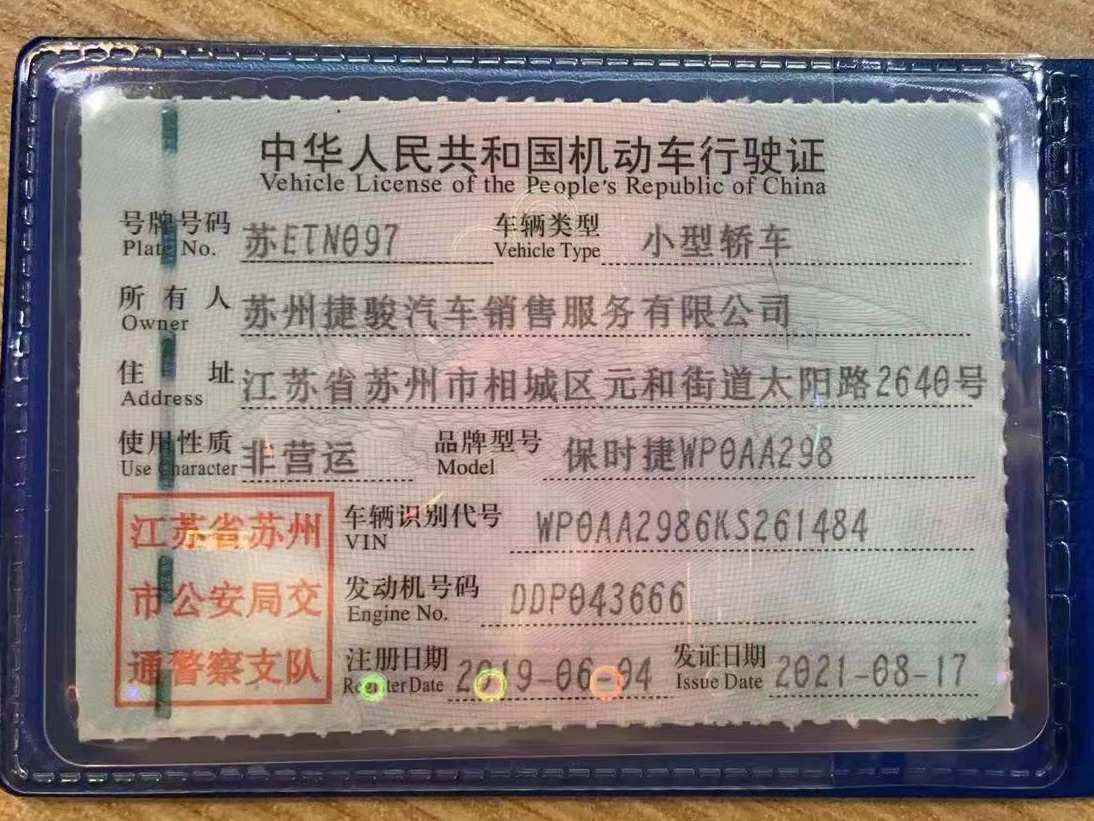 中华人民共和国机动车行驶证
Vehicle License of the People's Republic of China
号牌号码 苏ETN097 车辆类型 小型轿车
Plate No. Vehicle Type
所有人 苏州捷骏汽车销售服务有限公司
Owner
住址 江苏省苏州市相城区元和街道太阳路2640号
Address
使用性质 非营运 品牌型号 保时捷WP0AA298
Use Character Model
江苏省苏州
市公安局交
通警察支队
车辆识别代号 WP0AA2986KS261484
VIN
发动机号码 DDP043666
Engine No.
注册日期 2019-06-04 发证日期 2021-08-17
Register Date Issue Date